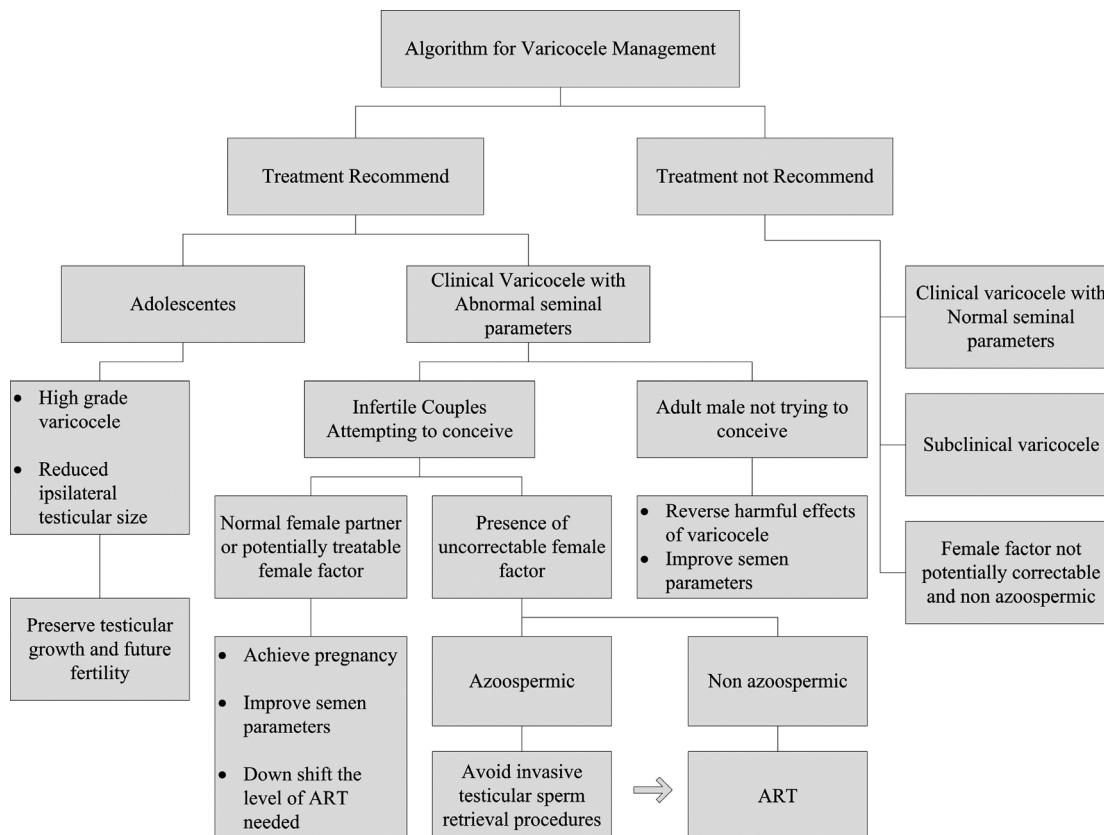 Algorithm for Varicocele Management
Treatment Recommend
Treatment not Recommend
Adolescentes
Clinical Varicocele with
Abnormal seminal
parameters
Clinical varicocele with
Normal seminal
parameters
• High grade
varicocele
• Reduced
ipsilateral
testicular size
Infertile Couples
Attempting to conceive
Adult male not trying to
conceive
Subclinical varicocele
Normal female partner
or potentially treatable
female factor
Presence of
uncorrectable female
factor
• Reverse harmful effects
of varicocele
• Improve semen
parameters
Female factor not
potentially correctable
and non azoospermic
Preserve testicular
growth and future
fertility
• Achieve pregnancy
• Improve semen
parameters
• Down shift the
level of ART
needed
Azoospermic
Non azoospermic
Avoid invasive
testicular sperm
retrieval procedures
ART